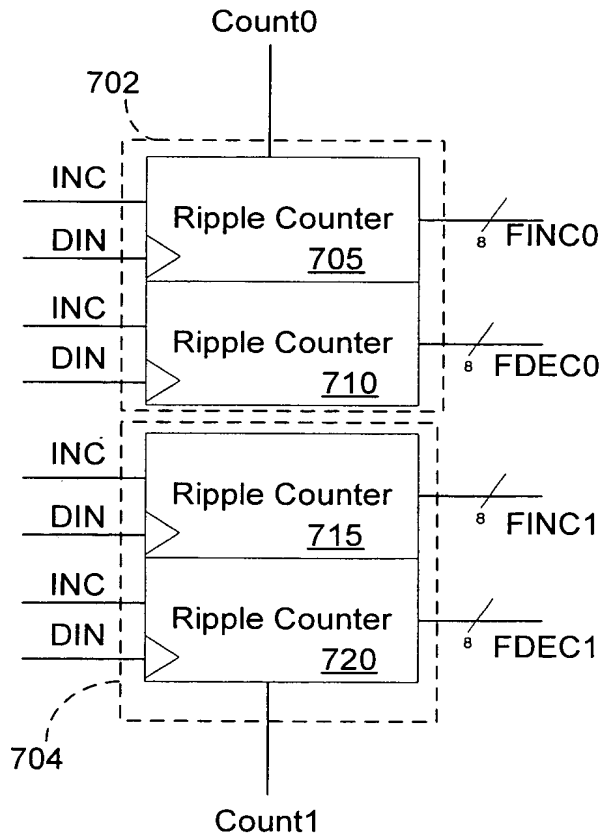 Count0
702
INC
Ripple Counter
705
DIN
8
FINC0
INC
Ripple Counter
710
DIN
8
FDEC0
INC
Ripple Counter
715
DIN
8
FINC1
INC
Ripple Counter
720
DIN
8
FDEC1
704
Count1